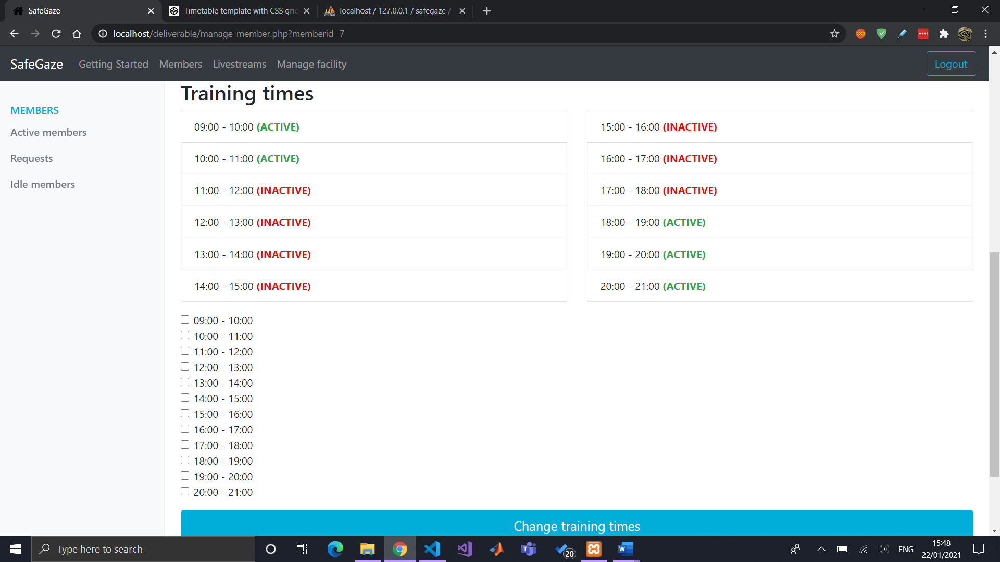 SafeGaze
Timetable template with CSS grid
localhost / 127.0.0.1 / safegaze /
localhost/deliverable/manage-member.php?memberid=7
SafeGaze Getting Started Members Livestreams Manage facility Logout
MEMBERS
Active members
Requests
Idle members
Training times
09:00 - 10:00 (ACTIVE)
10:00 - 11:00 (ACTIVE)
11:00 - 12:00 (INACTIVE)
12:00 - 13:00 (INACTIVE)
13:00 - 14:00 (INACTIVE)
14:00 - 15:00 (INACTIVE)
15:00 - 16:00 (INACTIVE)
16:00 - 17:00 (INACTIVE)
17:00 - 18:00 (INACTIVE)
18:00 - 19:00 (ACTIVE)
19:00 - 20:00 (ACTIVE)
20:00 - 21:00 (ACTIVE)
09:00 - 10:00
10:00 - 11:00
11:00 - 12:00
12:00 - 13:00
13:00 - 14:00
14:00 - 15:00
15:00 - 16:00
16:00 - 17:00
17:00 - 18:00
18:00 - 19:00
19:00 - 20:00
20:00 - 21:00
Change training times
Type here to search
20
ENG
15:48
22/01/2021